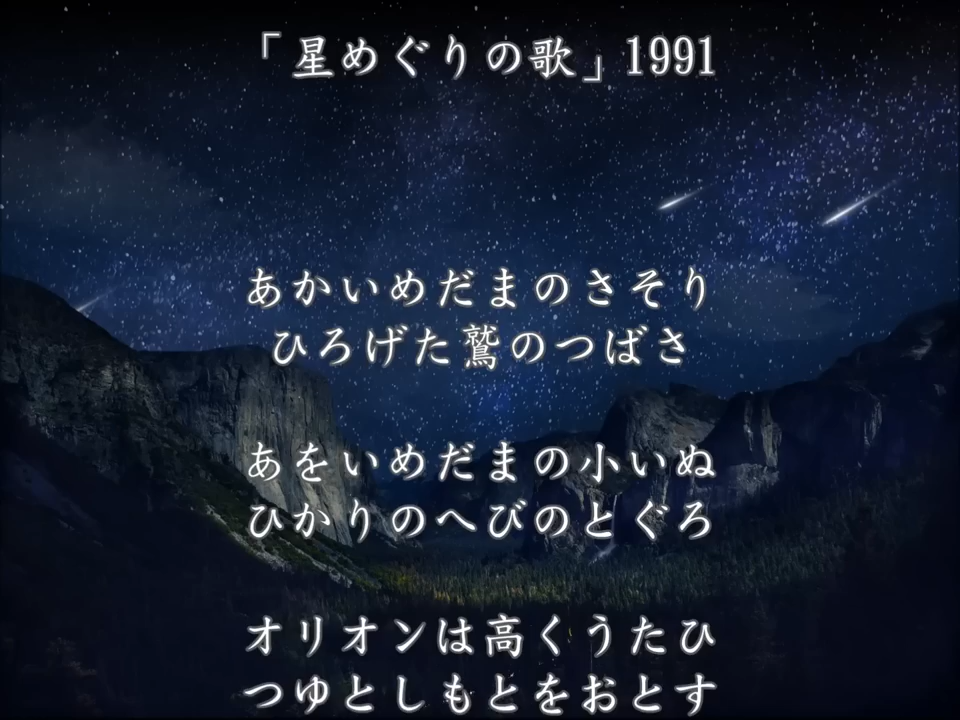 「星めぐりの歌」1991
あかいめだまのさそり
ひろげた鷲のつばさ
あをいめだまの小いぬ
ひかりのへびのとぐろ
オリオンは高くうたひ
つゆとしもとをおとす